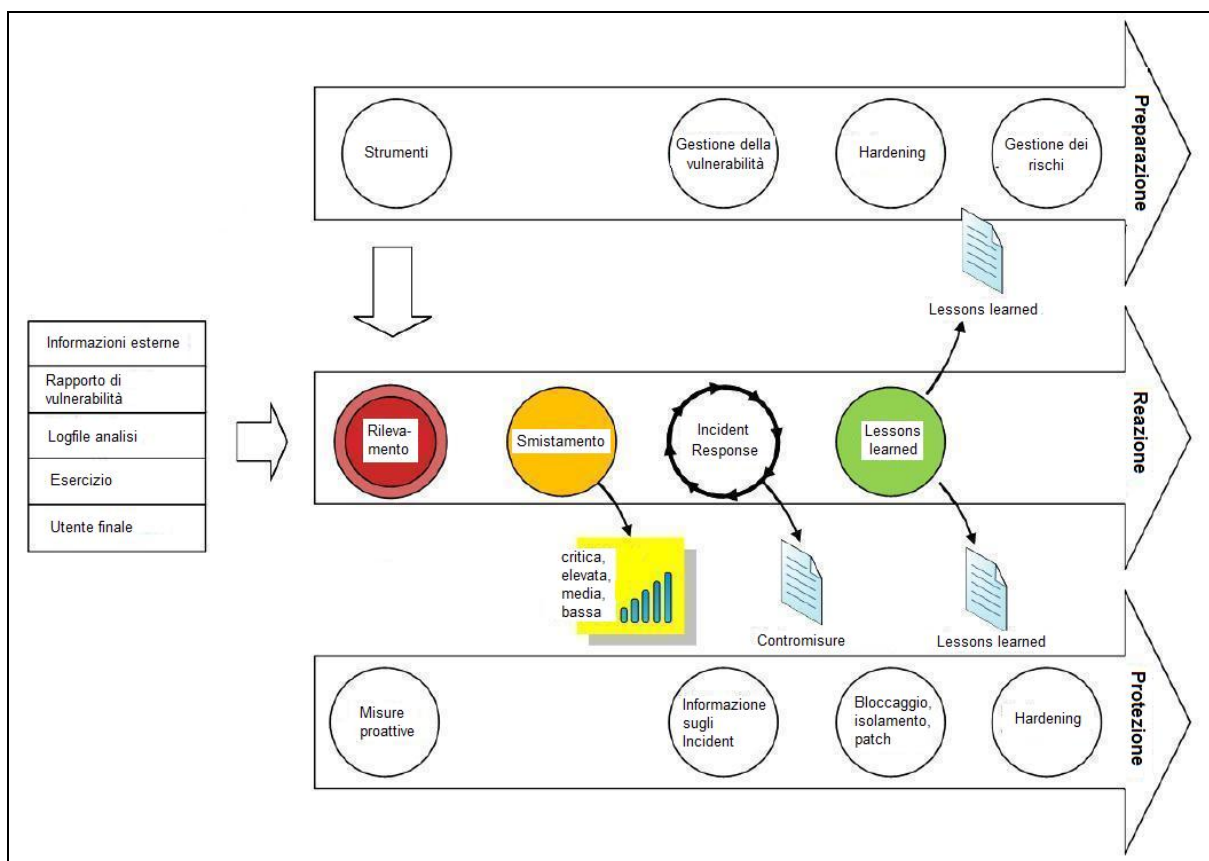 Strumenti
Gestione della
vulnerabilità
Hardening
Gestione dei
rischi
Preparazione
Lessons learned
Informazioni esterne
Rapporto di
vulnerabilità
Logfile analisi
Esercizio
Utente finale
Rileva-
mento
Smistamento
Incident
Response
Lessons
learned
Reazione
critica,
elevata,
media,
bassa
Contromisure
Lessons learned
Misure
proattive
Informazione
sugli
Incident
Bloccaggio,
isolamento,
patch
Hardening
Protezione